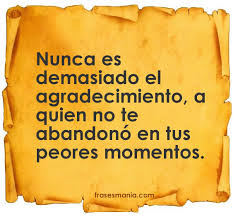 Nunca es
demasiado el
agradecimiento, a
quien no te
abandonó en tus
peores momentos.
frasesmania.com